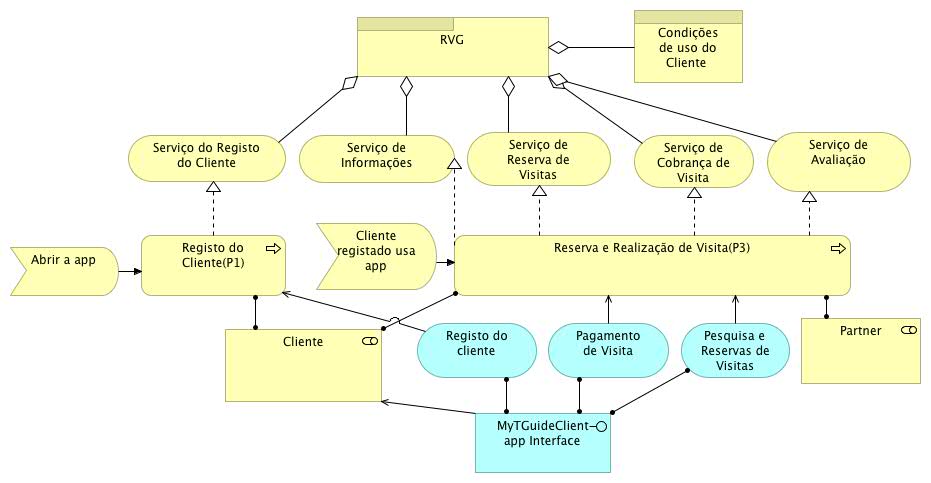 RVG
Condições
de uso do
Cliente
Serviço do Registo
do Cliente
Serviço de
Informações
Serviço de
Reserva de
Visitas
Serviço de
Cobrança de
Visita
Serviço de
Avaliação
Abrir a app
Registo do
Cliente(P1)
Cliente
registado usa
app
Reserva e Realização de Visita(P3)
Cliente
Registo do
cliente
Pagamento
de Visita
Pesquisa e
Reservas de
Visitas
Partner
MyTGuideClient
app Interface